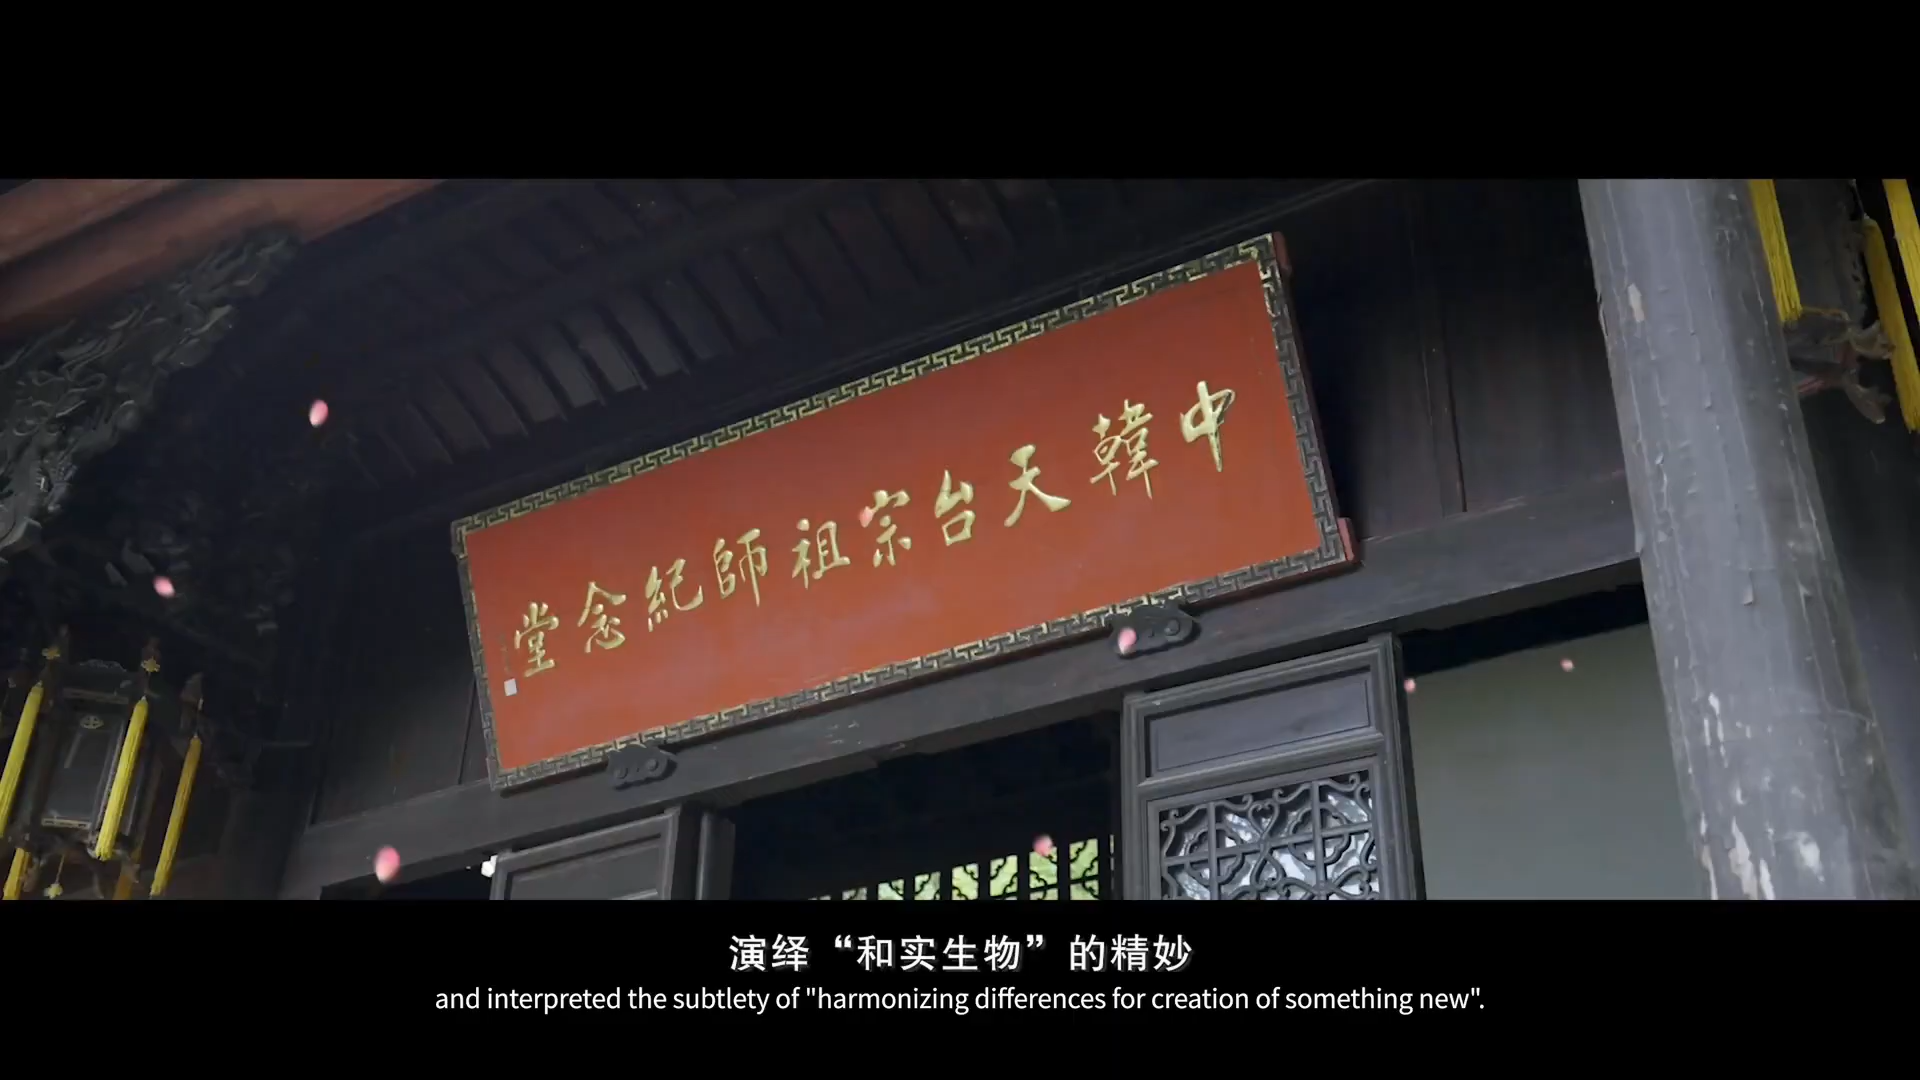 中韓天台宗祖師紀念堂
演绎“和实生物”的精妙
and interpreted the subtlety of "harmonizing differences for creation of something new".